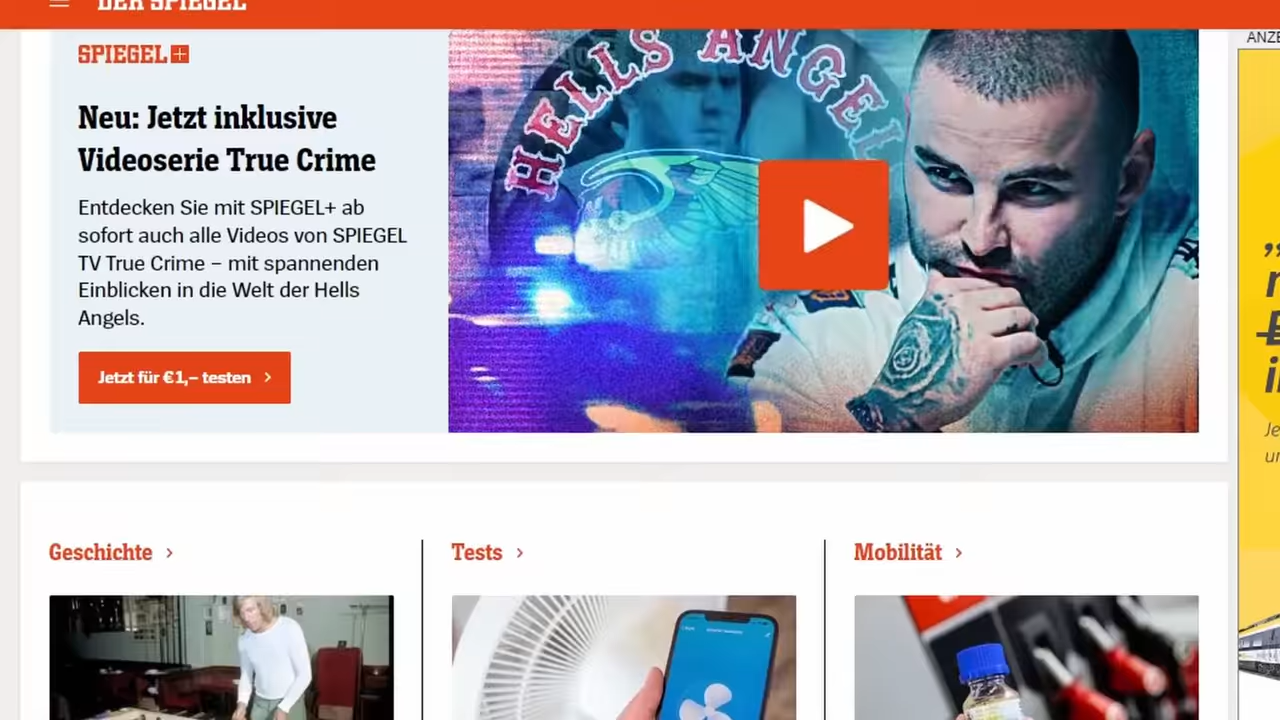 DER SPIEGEL
ANZE
SPIEGEL+
Neu: Jetzt inklusive
Videoserie True Crime
Entdecken Sie mit SPIEGEL+ ab
sofort auch alle Videos von SPIEGEL
TV True Crime – mit spannenden
Einblicken in die Welt der Hells
Angels.
Jetzt für €1,– testen
HELLS ANGEL
Geschichte
Tests
Mobilität